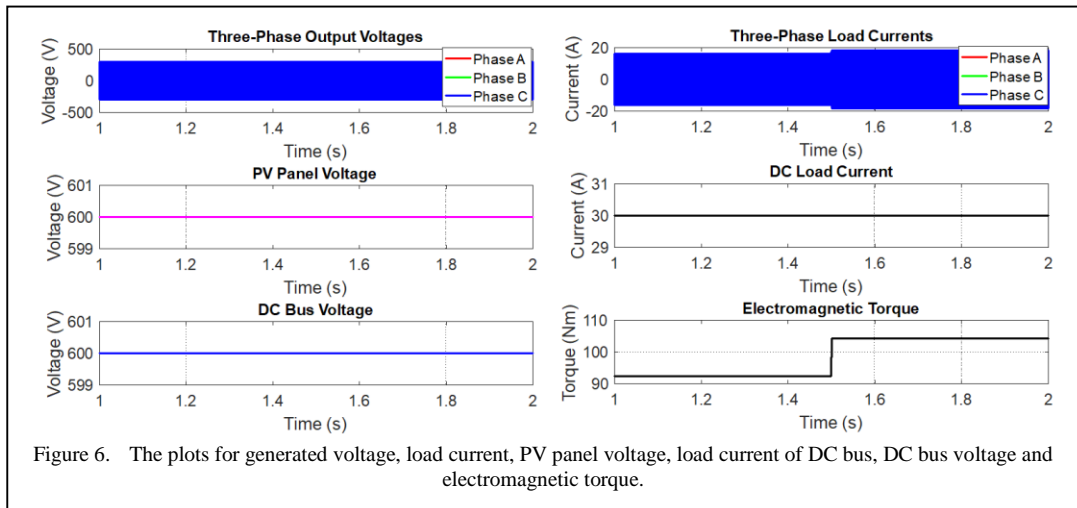 Three-Phase Output Voltages
Voltage (V)
500
0
-500
Phase A
Phase B
Phase C
1 1.2 1.4 1.6 1.8 2
Time (s)
Three-Phase Load Currents
Current (A)
20
0
-20
Phase A
Phase B
Phase C
1 1.2 1.4 1.6 1.8 2
Time (s)
PV Panel Voltage
Voltage (V)
601
600
599
1 1.2 1.4 1.6 1.8 2
Time (s)
DC Load Current
Current (A)
31
30
29
1 1.2 1.4 1.6 1.8 2
Time (s)
DC Bus Voltage
Voltage (V)
601
600
599
1 1.2 1.4 1.6 1.8 2
Time (s)
Electromagnetic Torque
Torque (Nm)
110
100
90
1 1.2 1.4 1.6 1.8 2
Time (s)
Figure 6. The plots for generated voltage, load current, PV panel voltage, load current of DC bus, DC bus voltage and
electromagnetic torque.